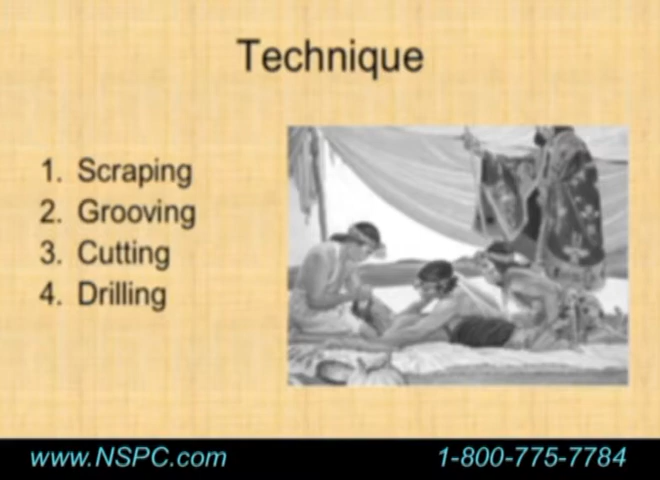 Technique
1. Scraping
2. Grooving
3. Cutting
4. Drilling
www.NSPC.com
1-800-775-7784